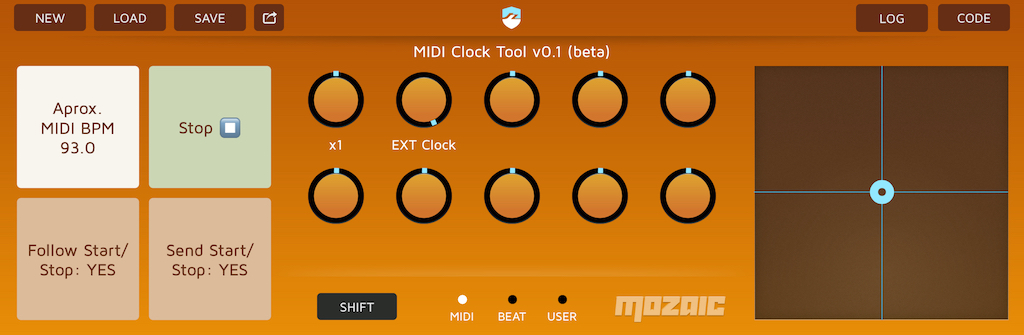 NEW
LOAD
SAVE
LOG
CODE
MIDI Clock Tool v0.1 (beta)
Aprox.
MIDI BPM
93.0
Stop
x1
EXT Clock
Follow Start/
Stop: YES
Send Start/
Stop: YES
SHIFT
MIDI
BEAT
USER
MOZAIC